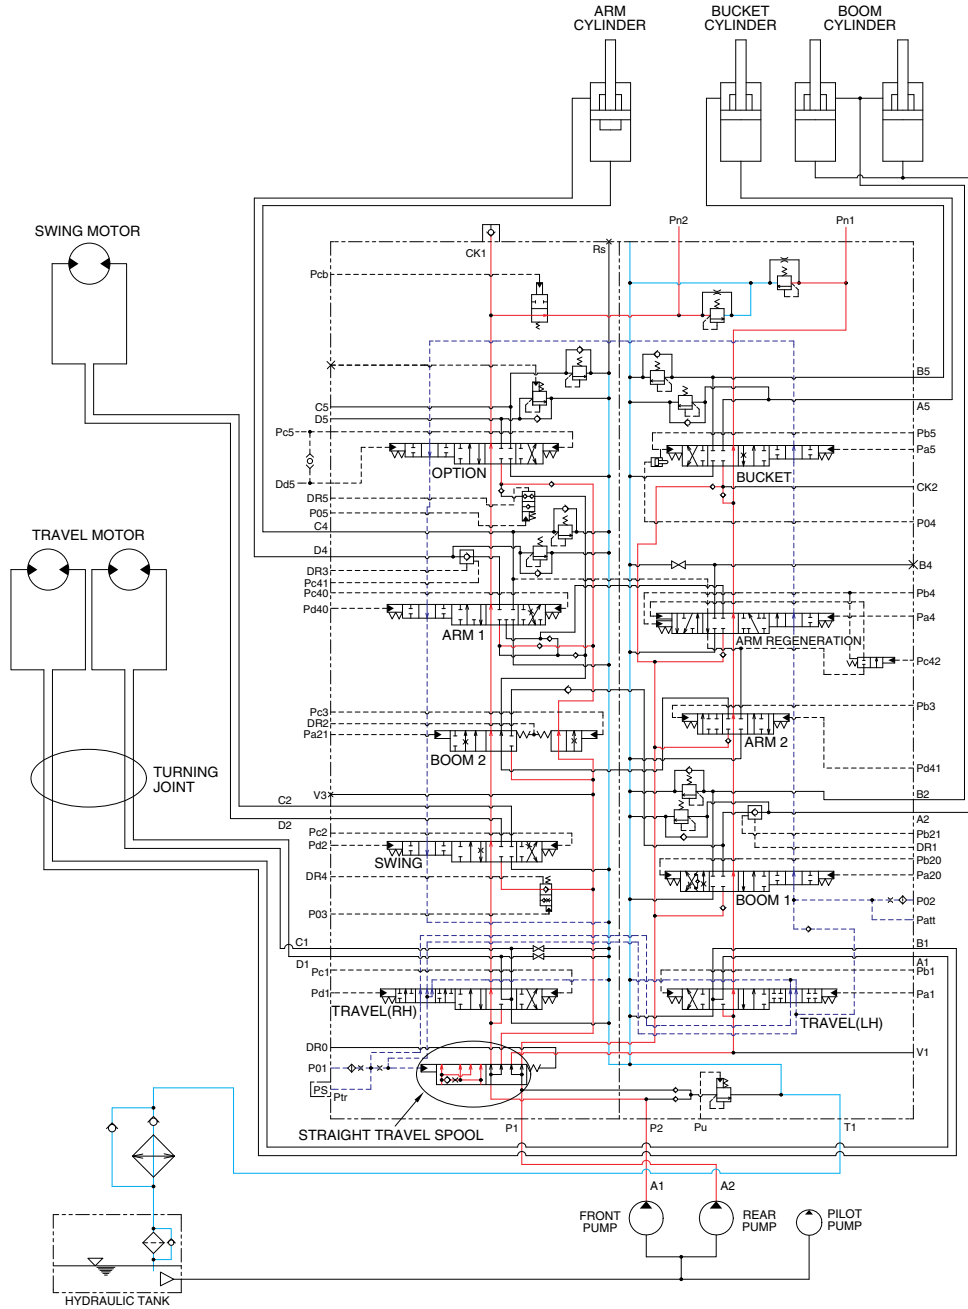 ARM
CYLINDER
BUCKET
CYLINDER
BOOM
CYLINDER
SWING MOTOR
TRAVEL MOTOR
TURNING
JOINT
Pn2
Pn1
CK1
Rs
Pcb
C5
D5
Pc5
Dd5
OPTION
DR5
P05
C4
D4
DR3
Pc41
Pc40
Pd40
ARM 1
Pc3
DR2
Pa21
BOOM 2
V3
C2
D2
Pc2
Pd2
SWING
DR4
P03
C1
D1
Pc1
Pd1
TRAVEL(RH)
DR0
P01
PS
Ptr
STRAIGHT TRAVEL SPOOL
B5
A5
Pb5
Pa5
BUCKET
CK2
P04
B4
Pb4
Pa4
ARM REGENERATION
Pc42
Pb3
ARM 2
Pd41
B2
A2
Pb21
DR1
Pb20
Pa20
BOOM 1
P02
Patt
B1
A1
Pb1
Pa1
TRAVEL(LH)
V1
P1
P2
Pu
T1
A1
A2
FRONT
PUMP
REAR
PUMP
PILOT
PUMP
HYDRAULIC TANK